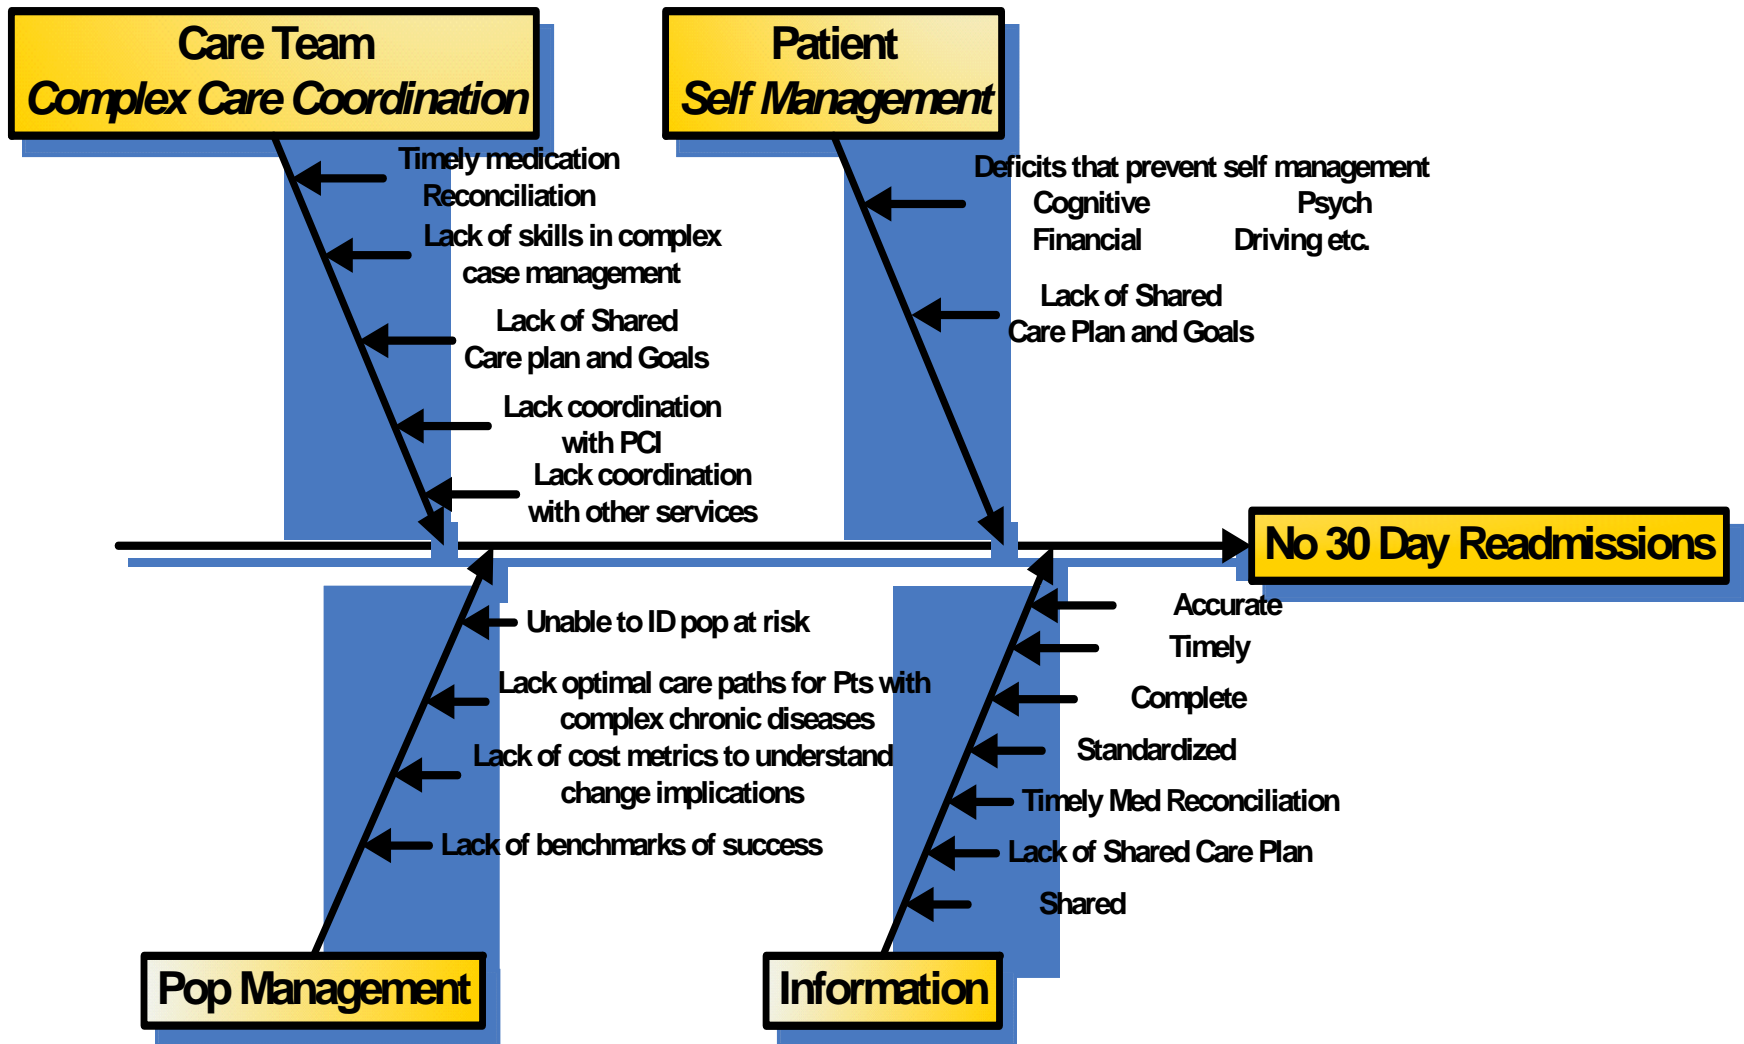 Care Team
Complex Care Coordination
Timely medication
Reconciliation
Lack of skills in complex
case management
Lack of Shared
Care plan and Goals
Lack coordination
with PCI
Lack coordination
with other services
Patient
Self Management
Deficits that prevent self management
Cognitive Psych
Financial Driving etc.
Lack of Shared
Care Plan and Goals
No 30 Day Readmissions
Unable to ID pop at risk
Lack optimal care paths for Pts with
complex chronic diseases
Lack of cost metrics to understand
change implications
Lack of benchmarks of success
Pop Management
Accurate
Timely
Complete
Standardized
Timely Med Reconciliation
Lack of Shared Care Plan
Shared
Information